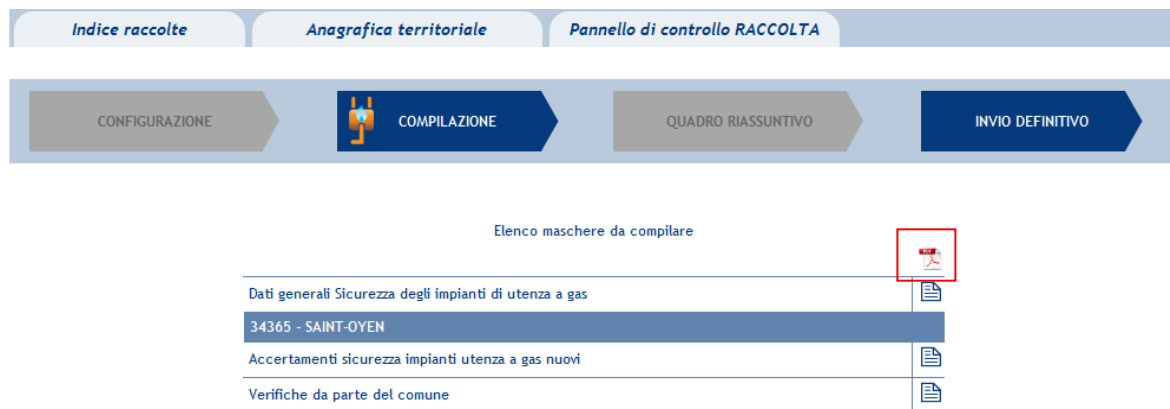 Indice raccolte Anagrafica territoriale Pannello di controllo RACCOLTA
CONFIGURAZIONE COMPILAZIONE QUADRO RIASSUNTIVO INVIO DEFINITIVO
Elenco maschere da compilare
PDF
Dati generali Sicurezza degli impianti di utenza a gas
34365 - SAINT-OYEN
Accertamenti sicurezza impianti utenza a gas nuovi
Verifiche da parte del comune